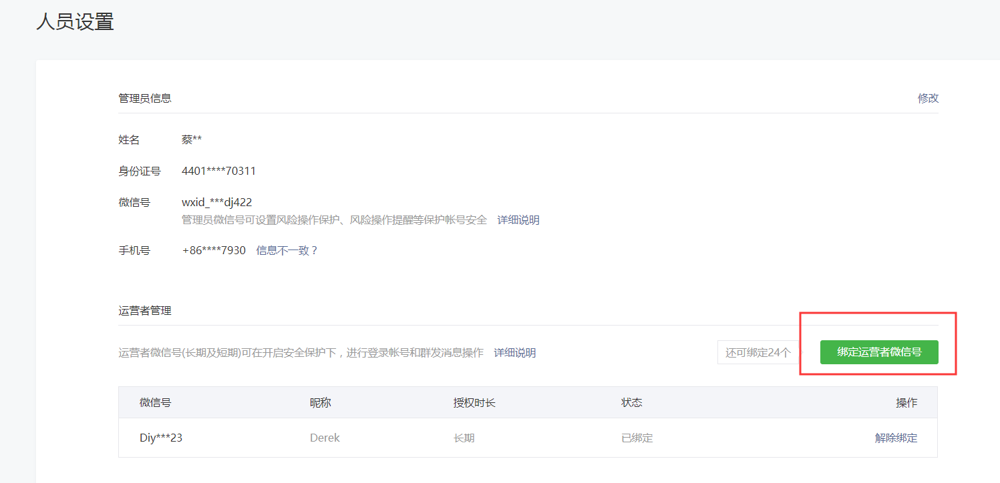 人员设置
管理员信息 修改
姓名 蔡**
身份证号 4401****70311
微信号 wxid_***dj422
管理员微信号可设置风险操作保护、风险操作提醒等保护帐号安全 详细说明
手机号 +86****7930 信息不一致？
运营者管理
运营者微信号(长期及短期)可在开启安全保护下，进行登录帐号和群发消息操作 详细说明 还可绑定24个 绑定运营者微信号
微信号 昵称 授权时长 状态 操作
Diy***23 Derek 长期 已绑定 解除绑定